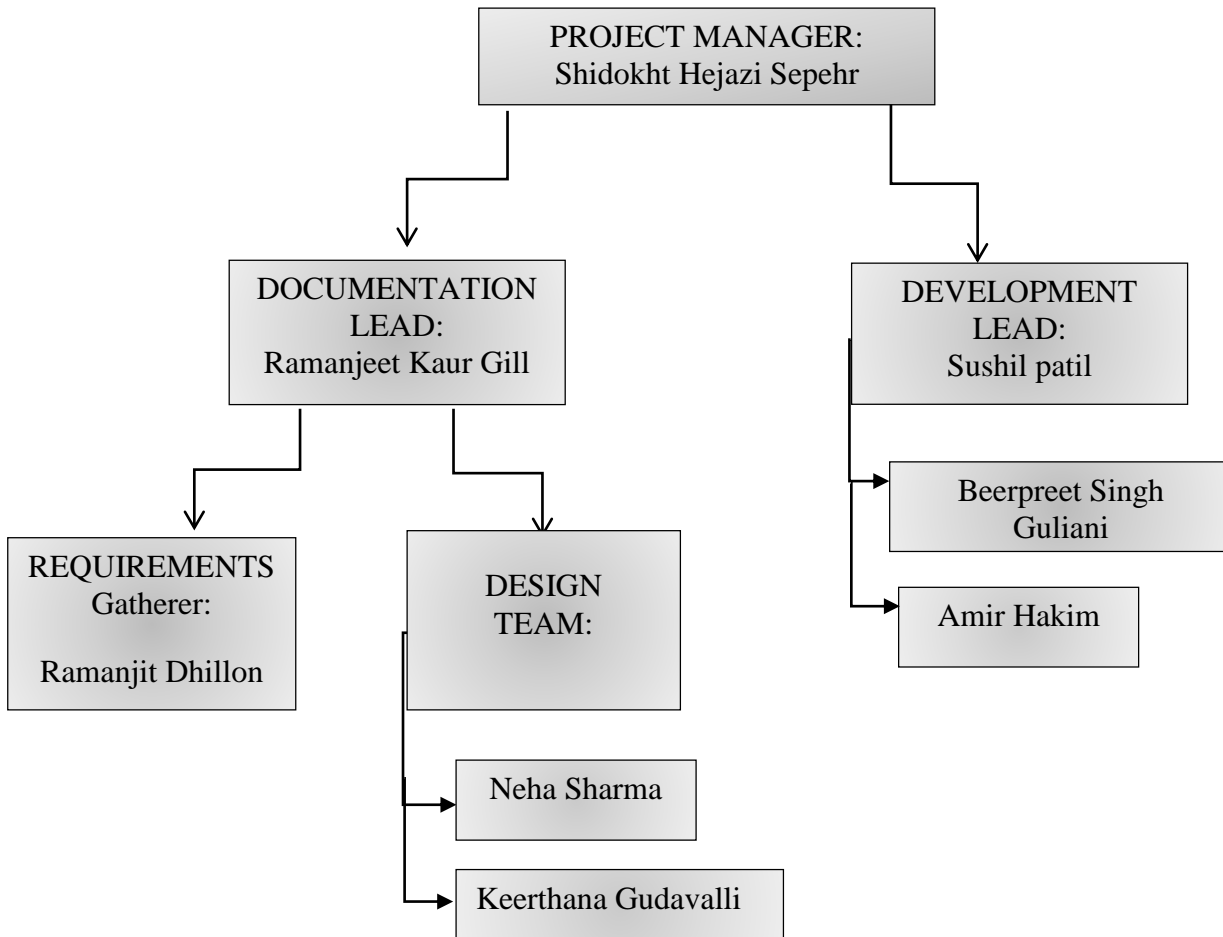 PROJECT MANAGER:
Shidokht Hejazi Sepehr
DOCUMENTATION
LEAD:
Ramanjeet Kaur Gill
DEVELOPMENT
LEAD:
Sushil patil
Beerpreet Singh
Guliani
Amir Hakim
REQUIREMENTS
Gatherer:
Ramanjit Dhillon
DESIGN
TEAM:
Neha Sharma
Keerthana Gudavalli